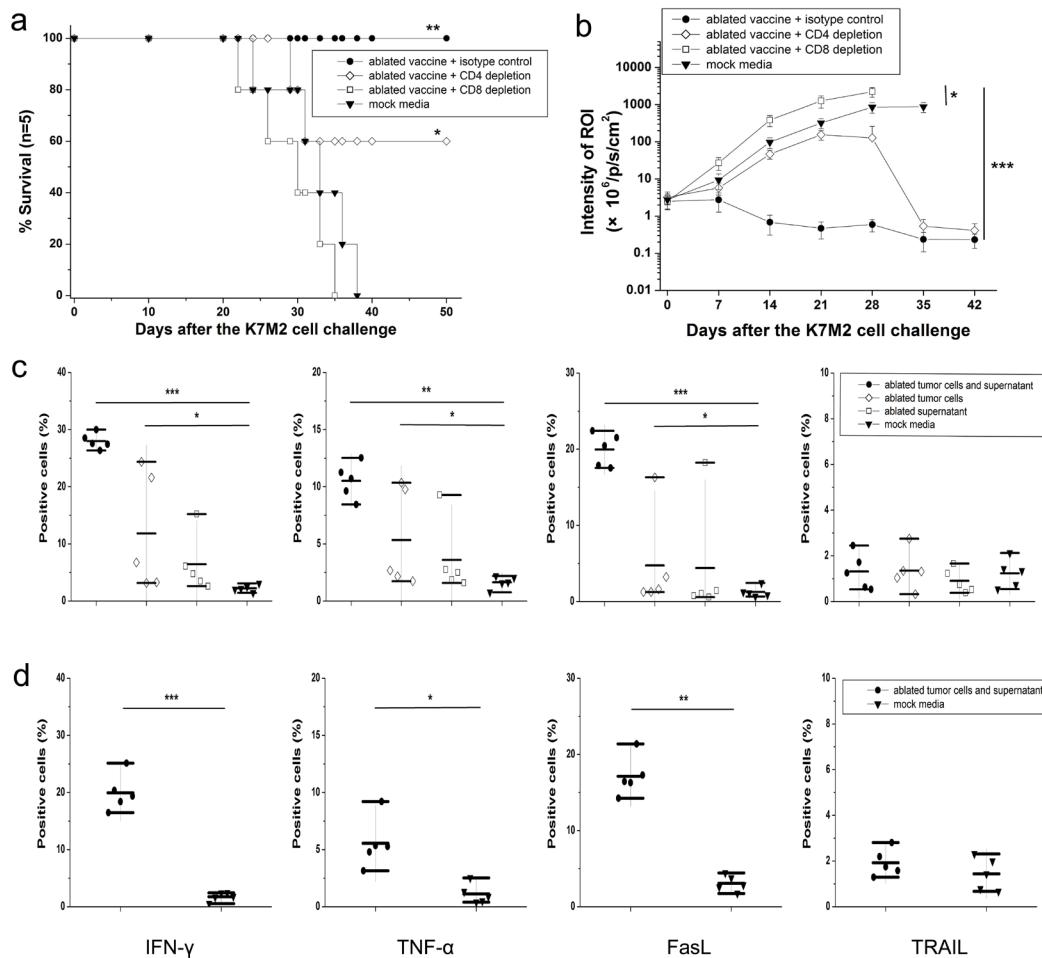 a
100
80
60
40
20
0
% Survival (n=5)
0 10 20 30 40 50
Days after the K7M2 cell challenge
ablated vaccine + isotype control
ablated vaccine + CD4 depletion
ablated vaccine + CD8 depletion
mock media
**
*
b
ablated vaccine + isotype control
ablated vaccine + CD4 depletion
ablated vaccine + CD8 depletion
mock media
10000
1000
100
10
1
0.1
0.01
Intensity of ROI
(× 10⁶/p/s/cm²)
0 7 14 21 28 35 42
Days after the K7M2 cell challenge
*
***
c
Positive cells (%)
40
30
20
10
0
***
*
Positive cells (%)
20
15
10
5
0
**
*
Positive cells (%)
30
20
10
0
***
*
Positive cells (%)
10
8
6
4
2
0
ablated tumor cells and supernatant
ablated tumor cells
ablated supernatant
mock media
d
Positive cells (%)
40
30
20
10
0
***
Positive cells (%)
20
15
10
5
0
*
Positive cells (%)
30
20
10
0
**
Positive cells (%)
10
8
6
4
2
0
ablated tumor cells and supernatant
mock media
IFN-γ TNF-α FasL TRAIL